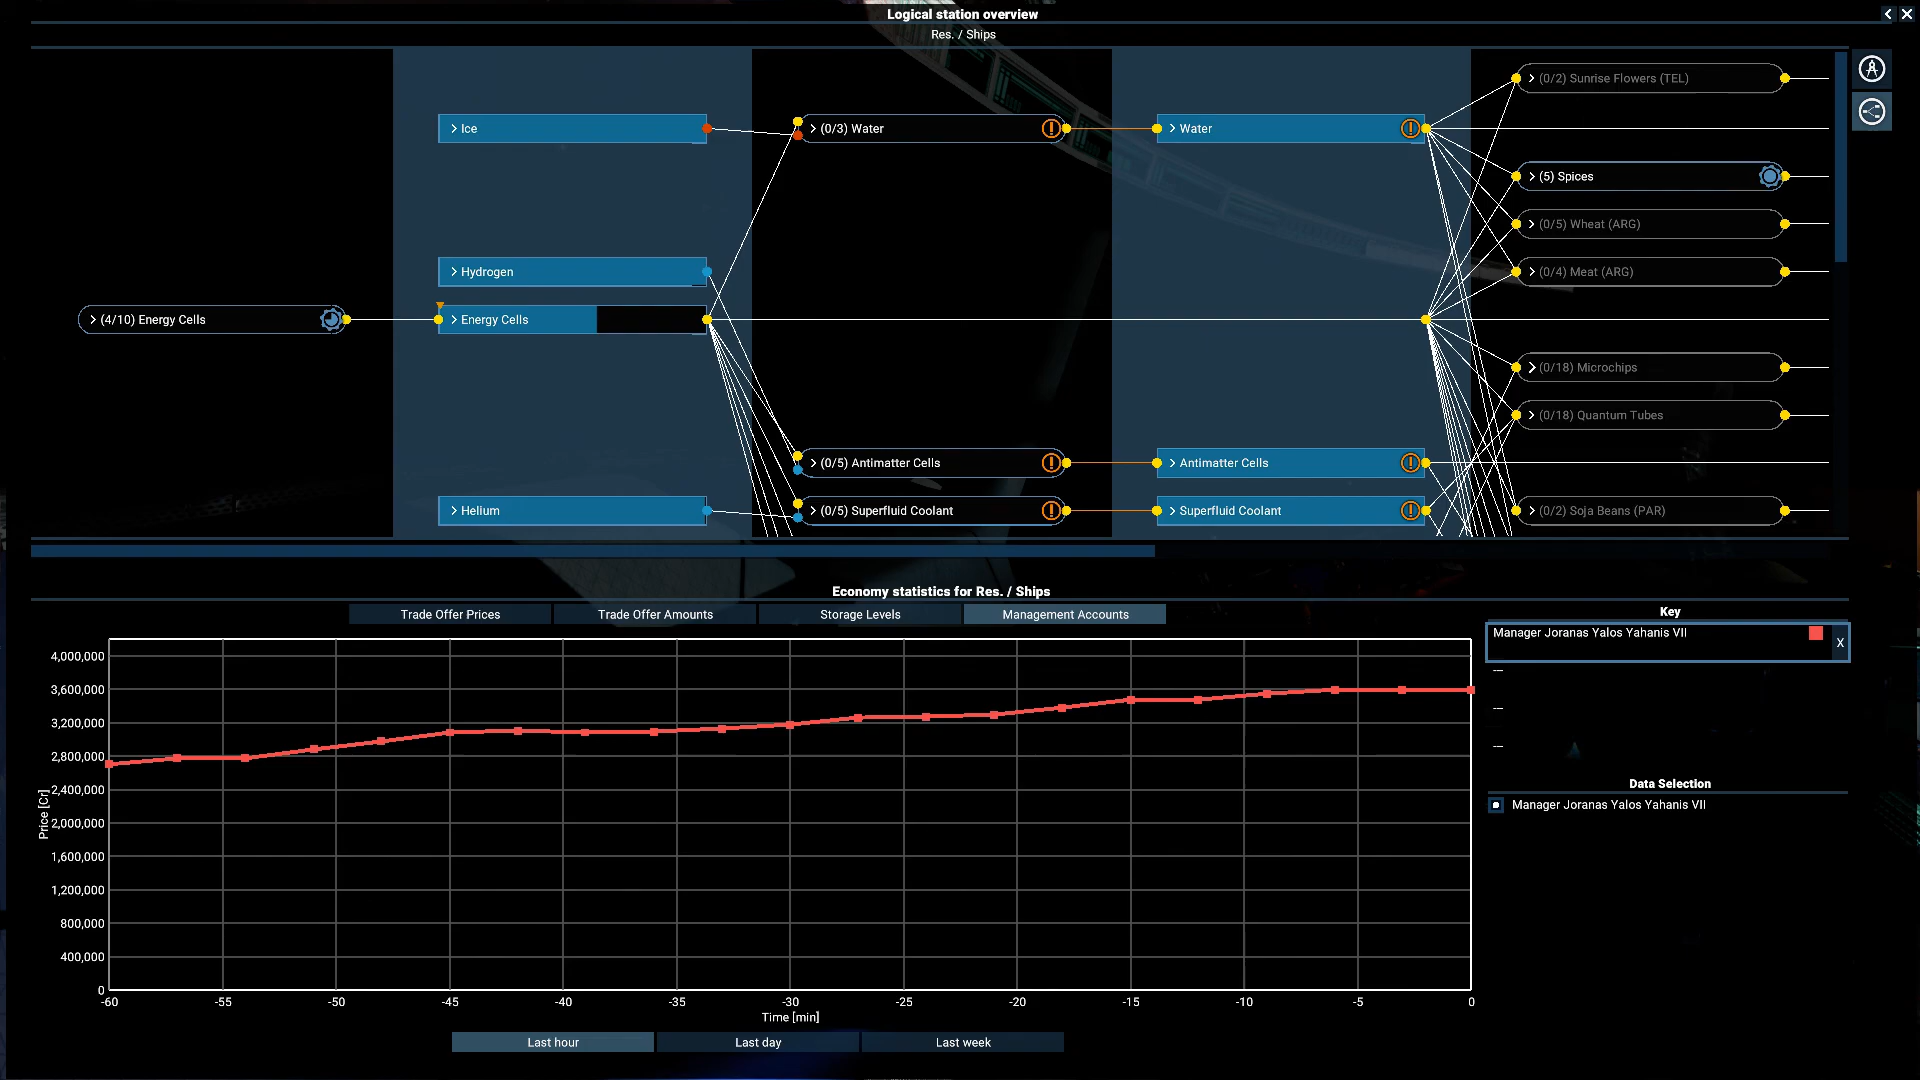 Logical station overview
Res. / Ships
(0/2) Sunrise Flowers (TEL)
Ice
(0/3) Water
Water
(5) Spices
(0/5) Wheat (ARG)
Hydrogen
(0/4) Meat (ARG)
(4/10) Energy Cells
Energy Cells
(0/18) Microchips
(0/18) Quantum Tubes
(0/5) Antimatter Cells
Antimatter Cells
Helium
(0/5) Superfluid Coolant
Superfluid Coolant
(0/2) Soja Beans (PAR)
Economy statistics for Res. / Ships
Trade Offer Prices
Trade Offer Amounts
Storage Levels
Management Accounts
Key
Manager Joranas Yalos Yahanis VII
X
---
---
---
Data Selection
Manager Joranas Yalos Yahanis VII
Price [Cr]
4,000,000
3,600,000
3,200,000
2,800,000
2,400,000
2,000,000
1,600,000
1,200,000
800,000
400,000
0
-60 -55 -50 -45 -40 -35 -30 -25 -20 -15 -10 -5 0
Time [min]
Last hour
Last day
Last week